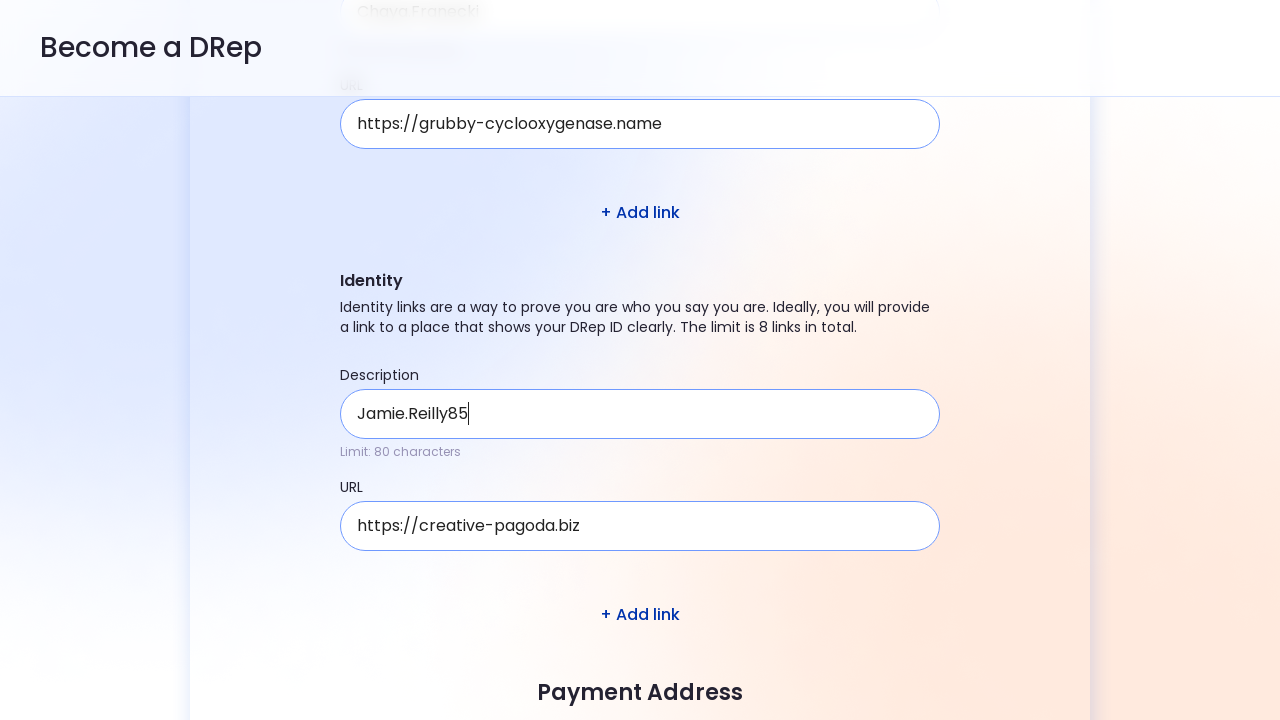 Become a DRep
Chaya Franecki
URL
https://grubby-cyclooxygenase.name
+ Add link
Identity
Identity links are a way to prove you are who you say you are. Ideally, you will provide
a link to a place that shows your DRep ID clearly. The limit is 8 links in total.
Description
Jamie.Reilly85
Limit: 80 characters
URL
https://creative-pagoda.biz
+ Add link
Payment Address